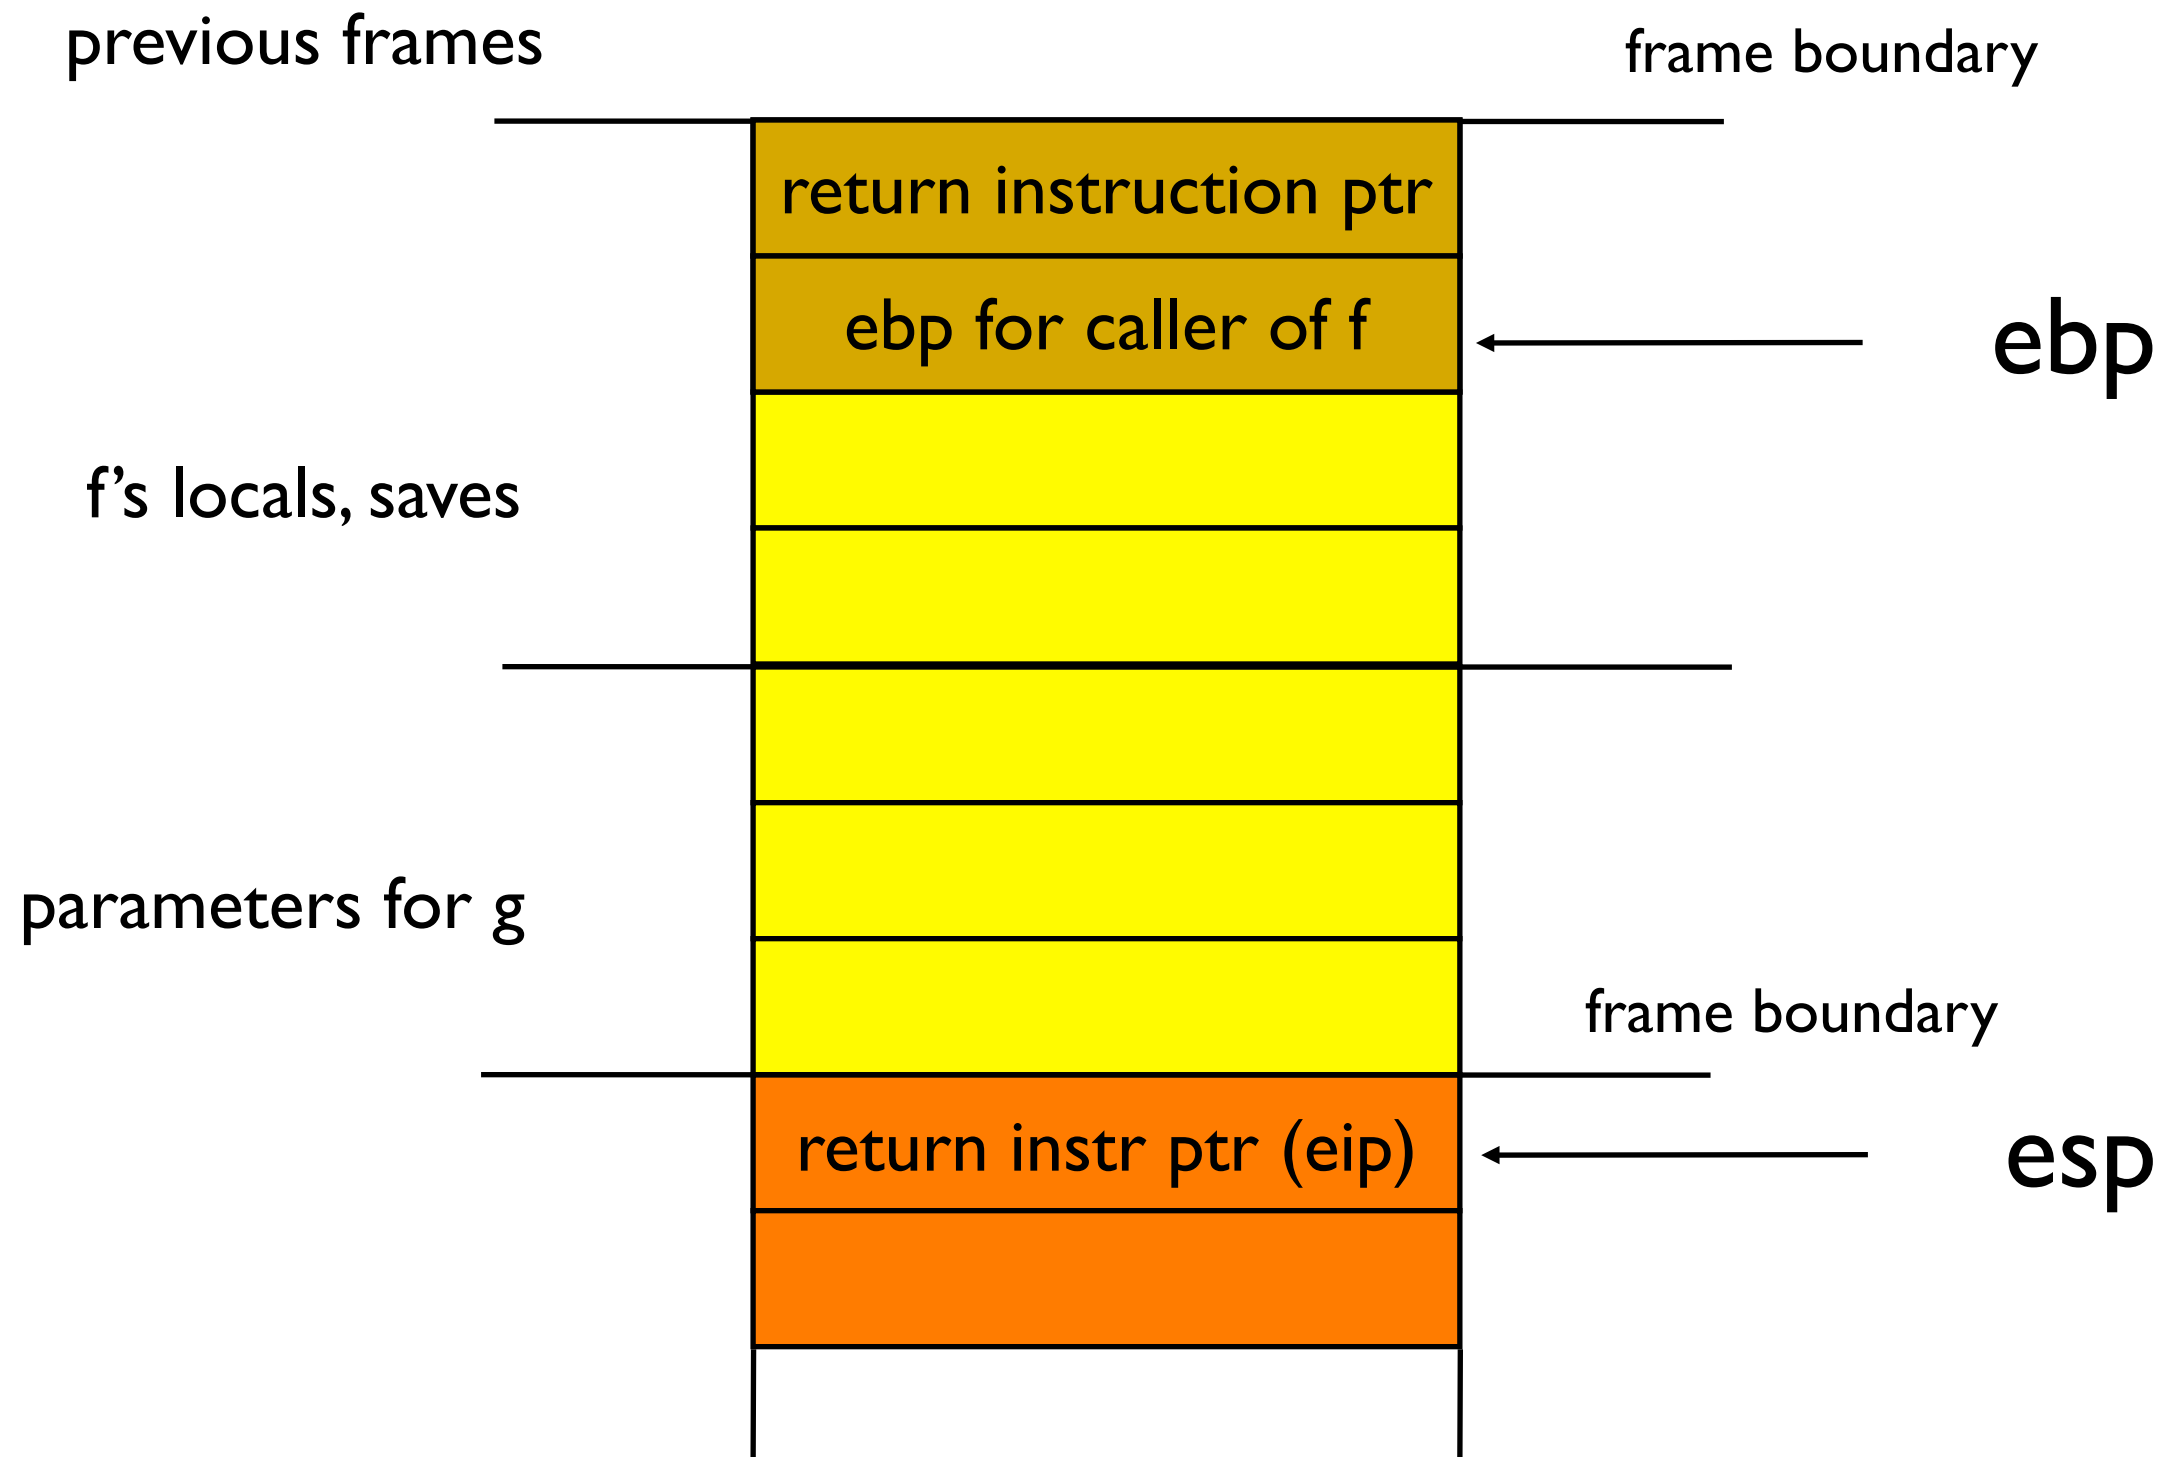 previous frames
frame boundary
return instruction ptr
ebp for caller of f
ebp
f’s locals, saves
parameters for g
frame boundary
return instr ptr (eip)
esp